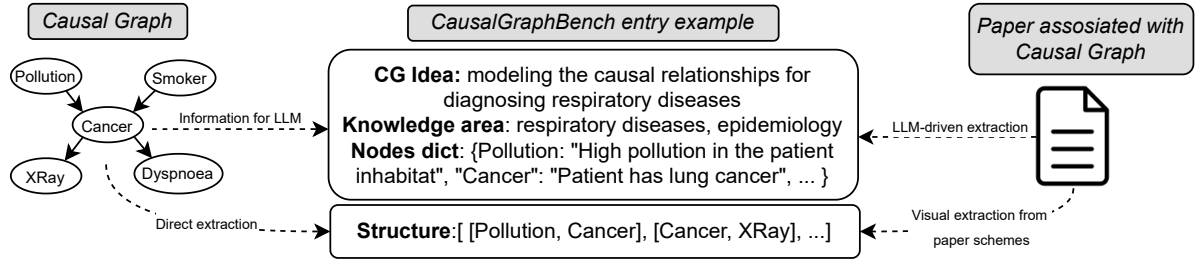 Causal Graph
Pollution
Smoker
Cancer
XRay
Dyspnoea
Information for LLM
Direct extraction
CausalGraphBench entry example
CG Idea: modeling the causal relationships for
diagnosing respiratory diseases
Knowledge area: respiratory diseases, epidemiology
Nodes dict: {Pollution: "High pollution in the patient
inhabitat", "Cancer": "Patient has lung cancer", ... }
Structure:[ [Pollution, Cancer], [Cancer, XRay], ...]
Paper assosiated with
Causal Graph
LLM-driven extraction
Visual extraction from
paper schemes